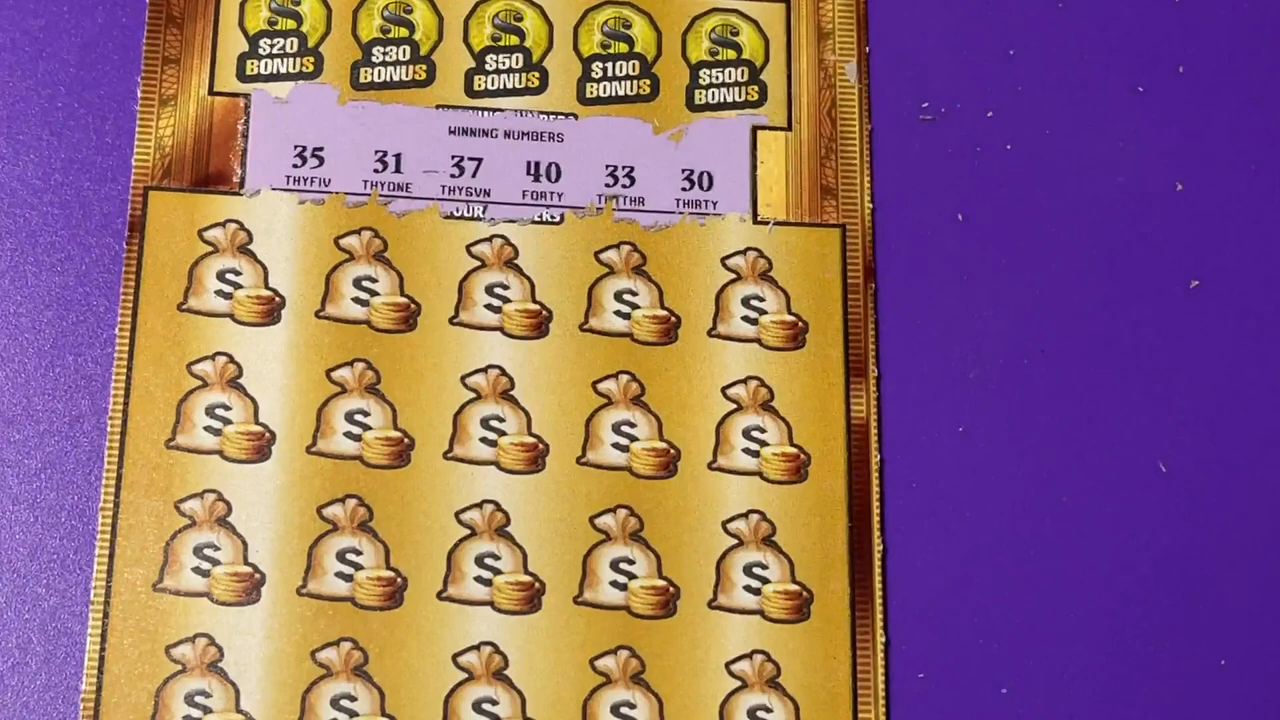 $20 BONUS
$30 BONUS
$50 BONUS
$100 BONUS
$500 BONUS
WINNING NUMBERS
35 31 37 40 33 30
THYFIV THYONE THYSVN FORTY THYTHR THIRTY